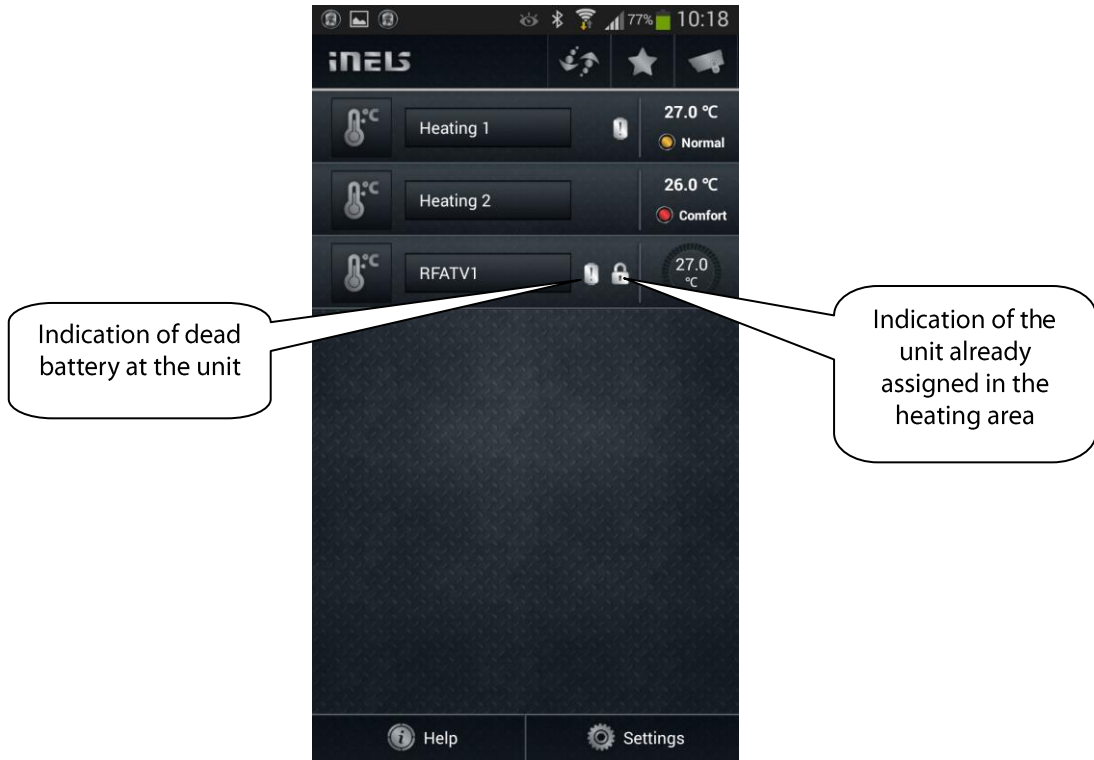 77% 10:18
iNELS
27.0 °C
°C Heating 1
Normal
26.0 °C
°C Heating 2
Comfort
°C RFATV1 27.0
°C
Indication of dead
battery at the unit
Indication of the
unit already
assigned in the
heating area
Help Settings